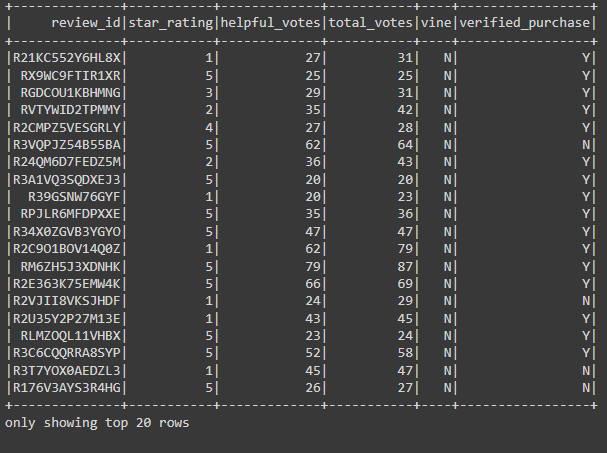 +--------------+-----------+-------------+-----------+----+-----------------+
|     review_id|star_rating|helpful_votes|total_votes|vine|verified_purchase|
+--------------+-----------+-------------+-----------+----+-----------------+
|R21KC552Y6HL8X|          1|           27|         31|   N|                Y|
| RX9WC9FTIR1XR|          5|           25|         25|   N|                Y|
| RGDCOU1KBHMNG|          3|           29|         31|   N|                Y|
| RVTYWID2TPMMY|          2|           35|         42|   N|                Y|
|R2CMPZ5VESGRLY|          4|           27|         28|   N|                Y|
|R3VQPJZ54B55BA|          5|           62|         64|   N|                N|
|R24QM6D7FEDZ5M|          2|           36|         43|   N|                Y|
|R3A1VQ3SQDXEJ3|          5|           20|         20|   N|                Y|
|  R39GSNW76GYF|          1|           20|         23|   N|                Y|
| RPJLR6MFDPXXE|          5|           35|         36|   N|                Y|
|R34X0ZGVB3YGYO|          5|           47|         47|   N|                Y|
|R2C9O1BOV14Q0Z|          1|           62|         79|   N|                Y|
| RM6ZH5J3XDNHK|          5|           79|         87|   N|                Y|
|R2E363K75EMW4K|          5|           66|         69|   N|                Y|
|R2VJII8VKSJHDF|          1|           24|         29|   N|                N|
|R2U35Y2P27M13E|          1|           43|         45|   N|                Y|
| RLMZOQL11VHBX|          5|           23|         24|   N|                Y|
|R3C6CQQRRA8SYP|          5|           52|         58|   N|                Y|
|R3T7YOX0AEDZL3|          1|           45|         47|   N|                N|
|R176V3AYS3R4HG|          5|           26|         27|   N|                N|
+--------------+-----------+-------------+-----------+----+-----------------+
only showing top 20 rows